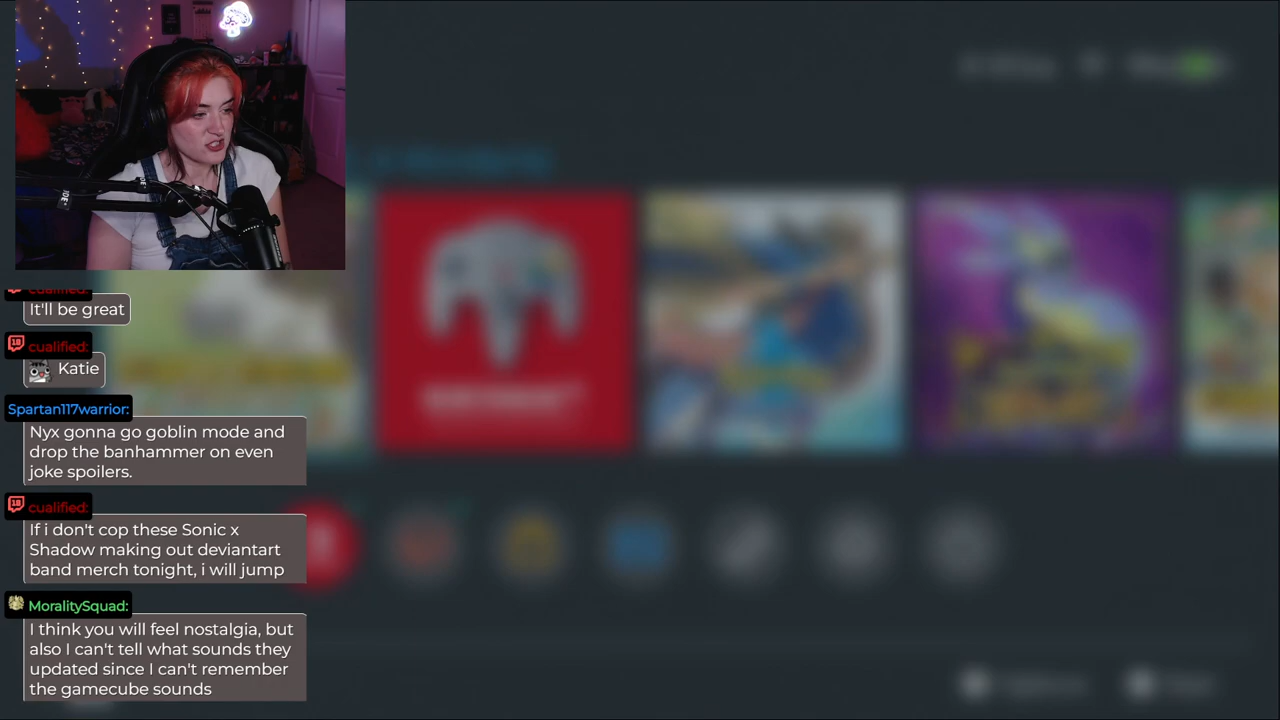 cualified:
It'll be great
cualified:
Katie
Spartan117warrior:
Nyx gonna go goblin mode and
drop the banhammer on even
joke spoilers.
cualified:
If i don't cop these Sonic x
Shadow making out deviantart
band merch tonight, i will jump
MoralitySquad:
I think you will feel nostalgia, but
also I can't tell what sounds they
updated since I can't remember
the gamecube sounds